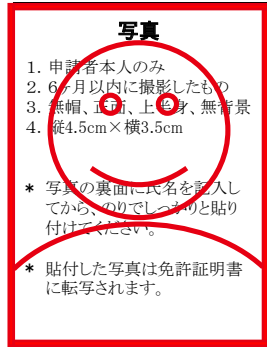 写真
1. 申請者本人のみ
2. 6ヶ月以内に撮影したもの
3. 無帽、正面、上半身、無背景
4. 縦4.5cm×横3.5cm
* 写真の裏面に氏名を記入し
てから、のりでしっかりと貼り
付けてください。
* 貼付した写真は免許証明書
に転写されます。